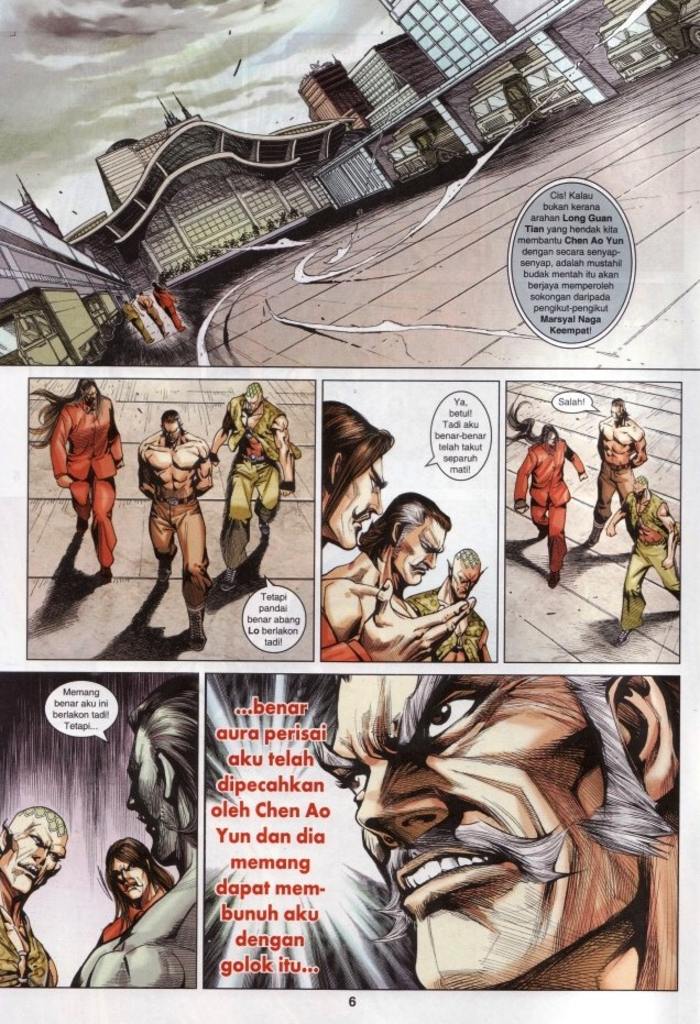 Cis! Kalau
bukan kerana
arahan Long Guan
Tian yang hendak kita
membantu Chen Ao Yun
dengan secara senyap-
senyap, adalah mustahil
budak mentah itu akan
berjaya memperoleh
sokongan daripada
pengikut-pengikut
Marsyal Naga
Keempat!
Tetapi
pandai
benar abang
Lo berlakon
tadi!
Ya,
betul!
Tadi aku
benar-benar
telah takut
separuh
mati!
Salah!
Memang
benar aku ini
berlakon tadi!
Tetapi...
...benar
aura perisai
aku telah
dipecahkan
oleh Chen Ao
Yun dan dia
memang
dapat mem-
bunuh aku
dengan
golok itu...
6